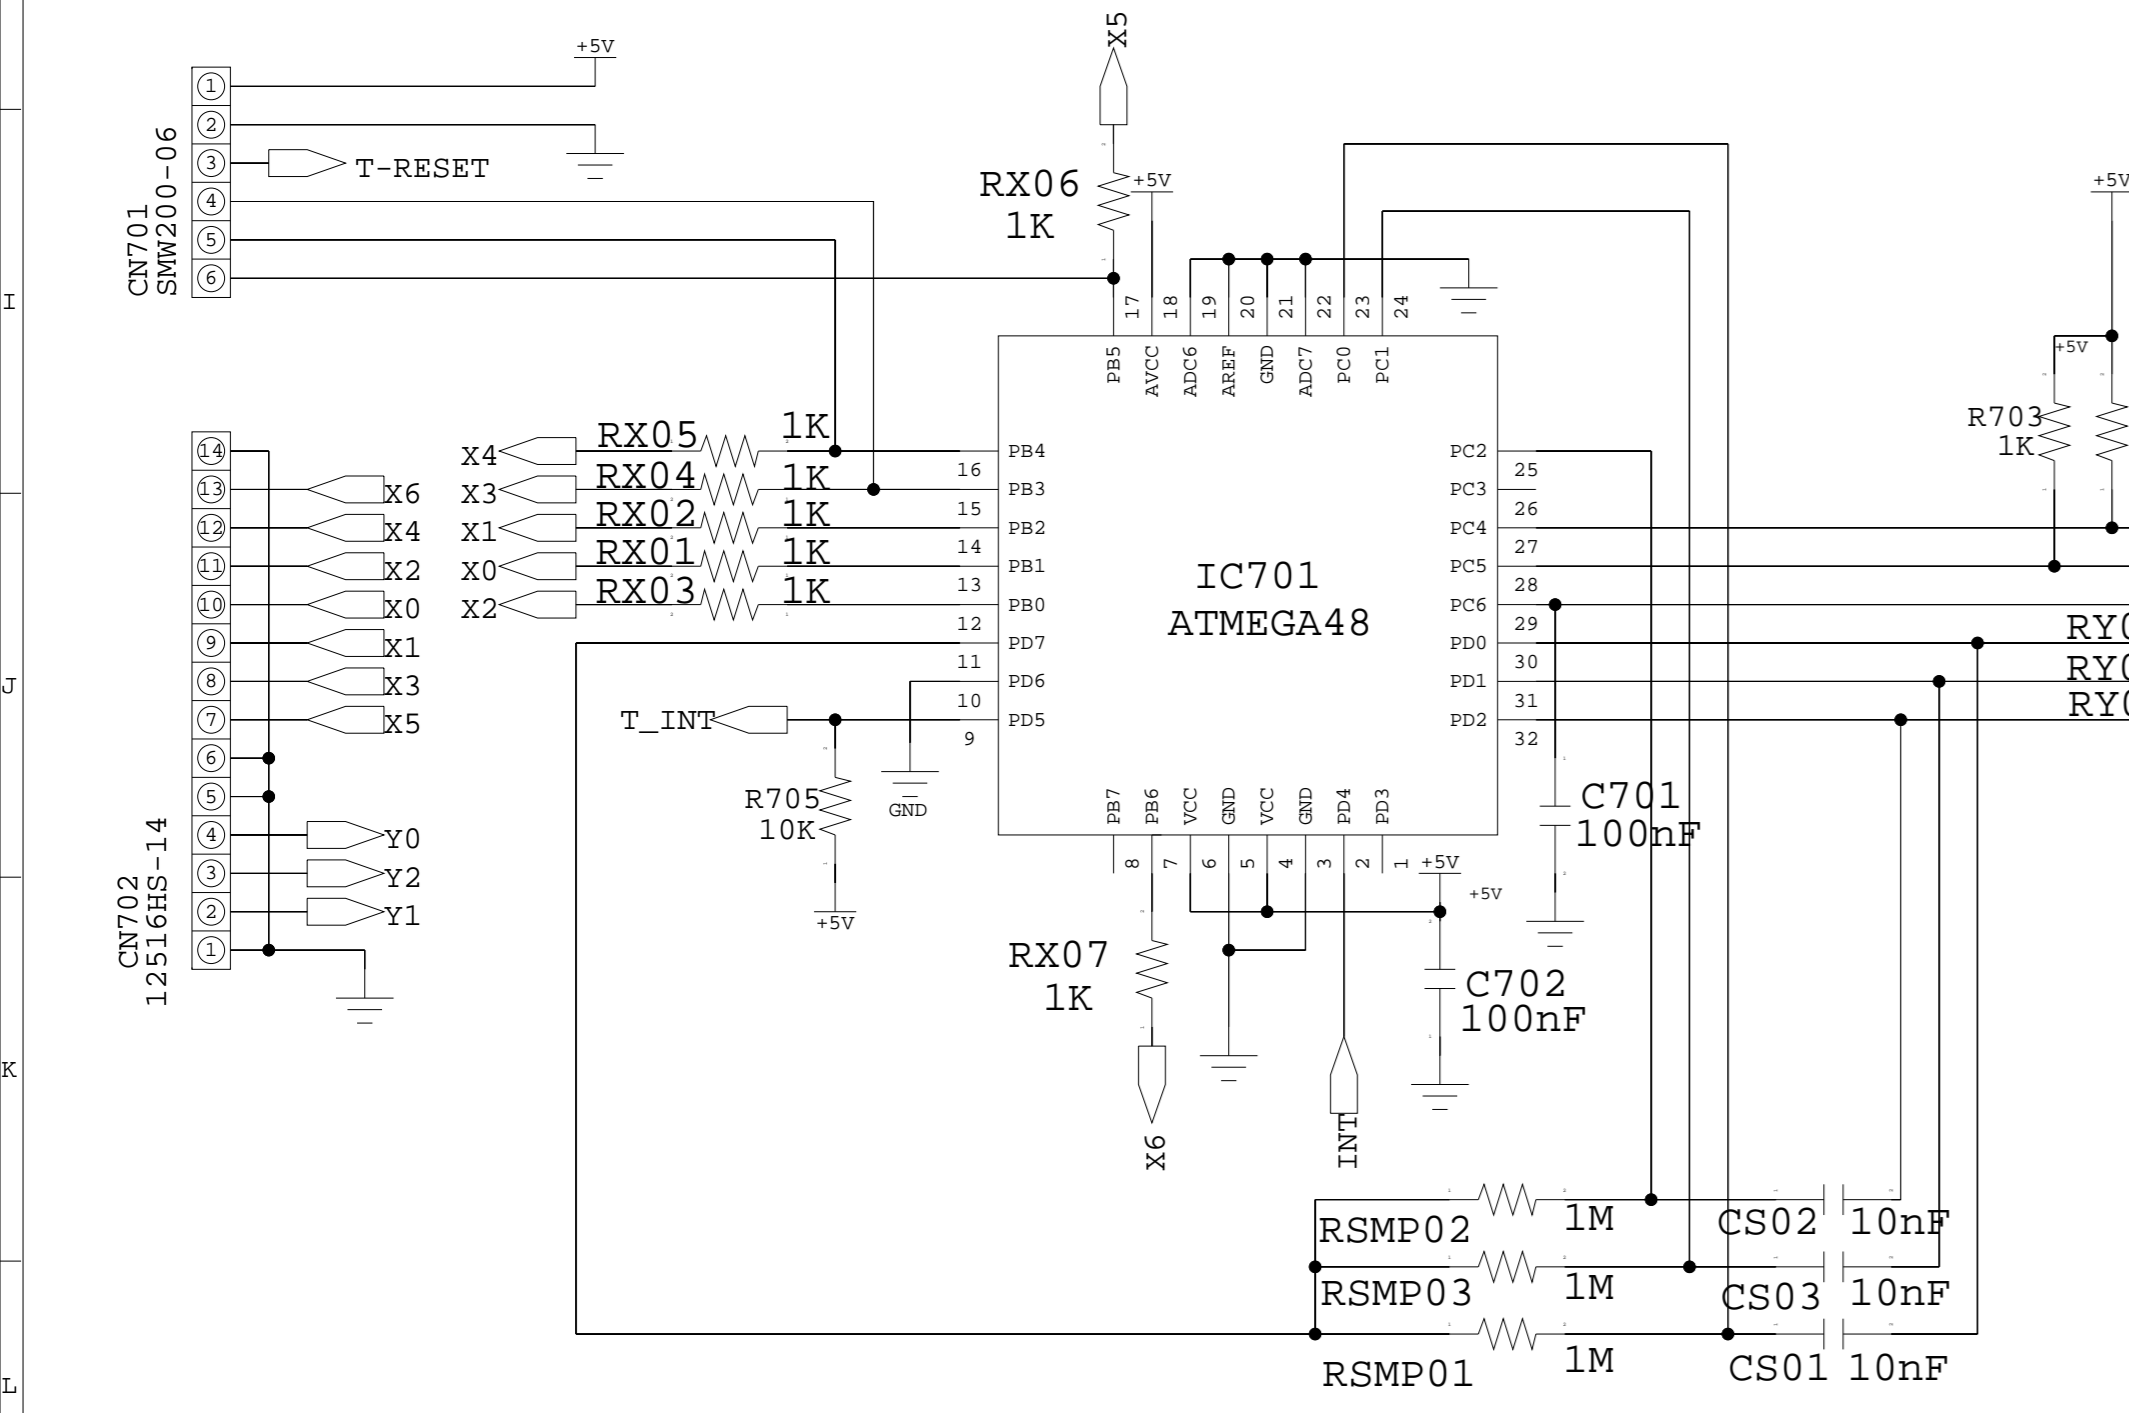 X5
+5V
1
2
3
4
5
6
T-RESET
CN701
SMW200-06
RX06
1K
+5V
+5V
+5V
R703
1K
I
J
K
L
17
18
19
20
21
22
23
24
PB5
AVCC
ADC6
AREF
GND
ADC7
PC0
PC1
14
13
12
11
10
9
8
7
6
5
4
3
2
1
X6
X4
X2
X0
X1
X3
X5
Y0
Y2
Y1
CN702
12516HS-14
X4 RX05 1K
X3 RX04 1K
X1 RX02 1K
X0 RX01 1K
X2 RX03 1K
PB4
16
PB3
15
PB2
14
PB1
13
PB0
12
PD7
11
PD6
10
PD5
9
T_INT
R705
10K
+5V
GND
IC701
ATMEGA48
PC2
25
PC3
26
PC4
27
PC5
28
PC6
29
PD0
30
PD1
31
PD2
32
PB7
PB6
VCC
GND
VCC
GND
PD4
PD3
8
7
6
5
4
3
2
1
+5V
+5V
C701
100nF
C702
100nF
RX07
1K
X6
INT
RSMP02 1M CS02 10nF
RSMP03 1M CS03 10nF
RSMP01 1M CS01 10nF